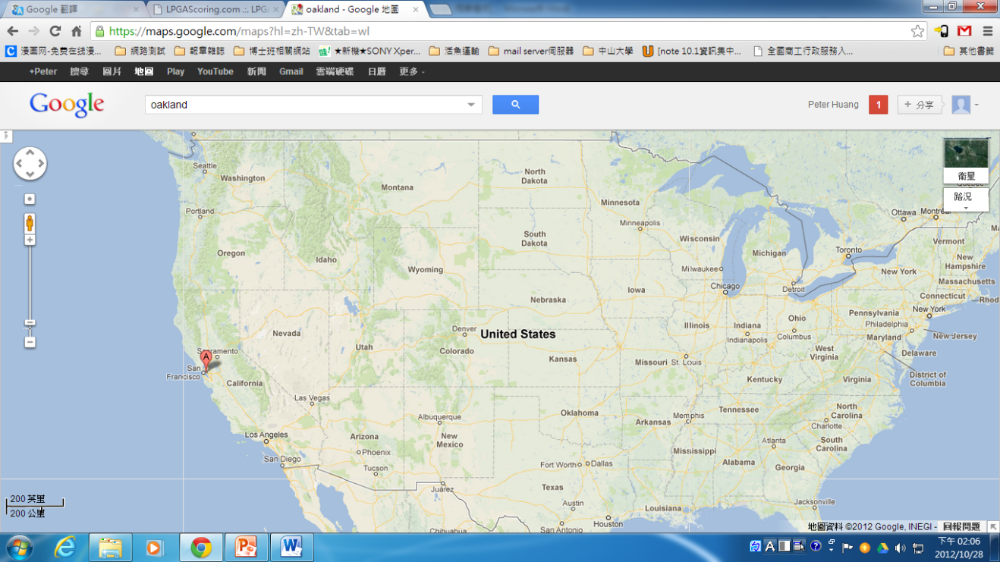 Google 翻譯
LPGAScoring.com .:. LPGA
oakland - Google 地圖
https://maps.google.com/maps?hl=zh-TW&tab=wl
漫画网-免费在线漫...
網路測試
報章雜誌
博士班相關網站
★新機★SONY Xper...
活魚運輸
mail server伺服器
中山大學
[note 10.1資訊集中...
全國商工行政服務入...
其他書籤
+Peter 搜尋 圖片 地圖 Play YouTube 新聞 Gmail 雲端硬碟 日曆 更多
Google
oakland
Peter Huang
1
+ 分享
衛星
路況
Seattle
Washington
Montana
North
Dakota
Minnesota
Ottawa
Montreal
Portland
Minneapolis
South
Dakota
Wisconsin
Vermont
Oregon
Idaho
Michigan
Toronto
New
Hampshire
Wyoming
Milwaukee
New York
Massachusetts
Chicago
Detroit
Iowa
Nebraska
Connecticut
Rhod
Pennsylvania
New York
Ohio
Illinois
Indiana
Philadelphia
Denver
United States
Nevada
Indianapolis
Columbus
Maryland
New Jersey
Utah
Colorado
Sacramento
A
San
Francisco
Kansas
Missouri
St. Louis
West
Virginia
Delaware
District of
Columbia
California
Kentucky
Virginia
Las Vegas
Albuquerque
Oklahoma
Tennessee
North
Carolina
Arkansas
Memphis
Charlotte
Los Angeles
Arizona
New
Mexico
Atlanta
South
Carolina
Phoenix
Mississippi
Alabama
Georgia
San Diego
Tucson
Fort Worth
Dallas
Juárez
Texas
Austin
Louisiana
Jacksonville
Houston
San Antonio
Chihuahua
200 英里
200 公里
地圖資料 ©2012 Google, INEGI - 回報問題
下午 02:06
2012/10/28